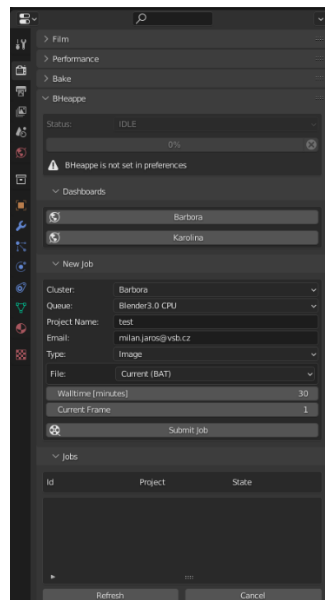 Film
Performance
Bake
BHeappe
Status: IDLE
0%
BHeappe is not set in preferences
Dashboards
Barbora
Karolina
New Job
Cluster: Barbora
Queue: Blender3.0 CPU
Project Name: test
Email: milan.jaros@vsb.cz
Type: Image
File: Current (BAT)
Walltime [minutes] 30
Current Frame 1
Submit Job
Jobs
Id Project State
Refresh Cancel